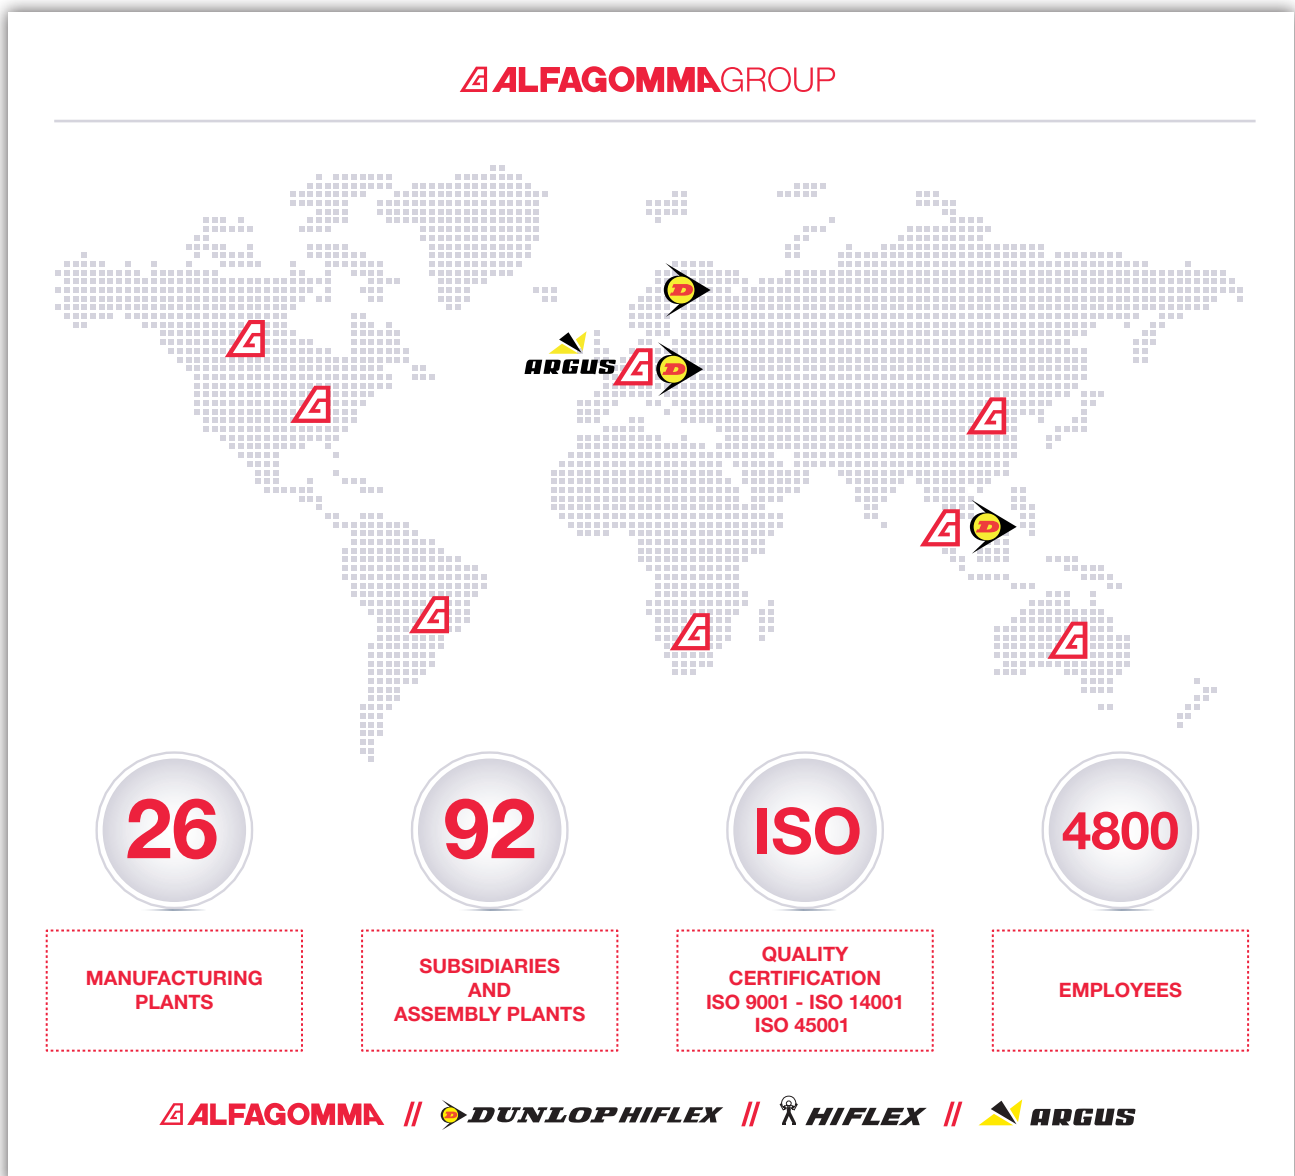 ALFAGOMMAGROUP
D
ARGUS
D
D
26
92
ISO
4800
MANUFACTURING
PLANTS
SUBSIDIARIES
AND
ASSEMBLY PLANTS
QUALITY
CERTIFICATION
ISO 9001 - ISO 14001
ISO 45001
EMPLOYEES
ALFAGOMMA // D DUNLOP HIFLEX // HIFLEX // ARGUS